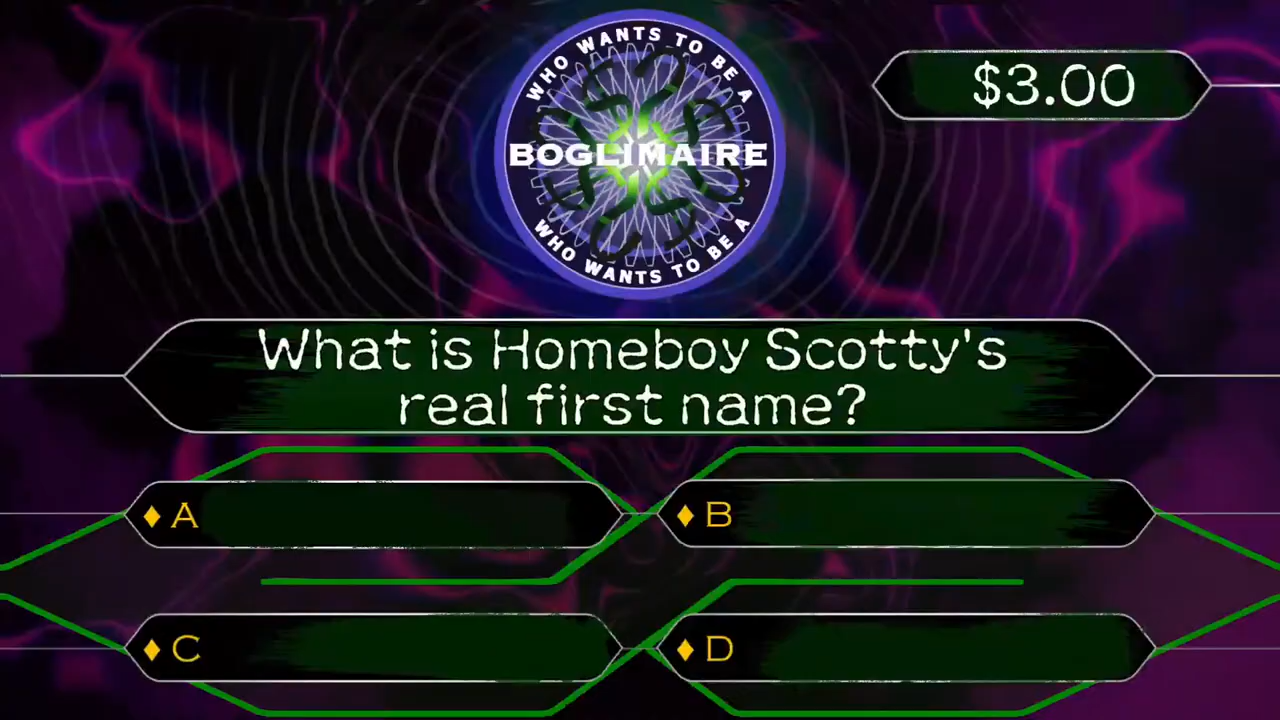 WHO WANTS TO BE A
BOGLIMAIRE
WHO WANTS TO BE A
$3.00
What is Homeboy Scotty's
real first name?
A
B
C
D